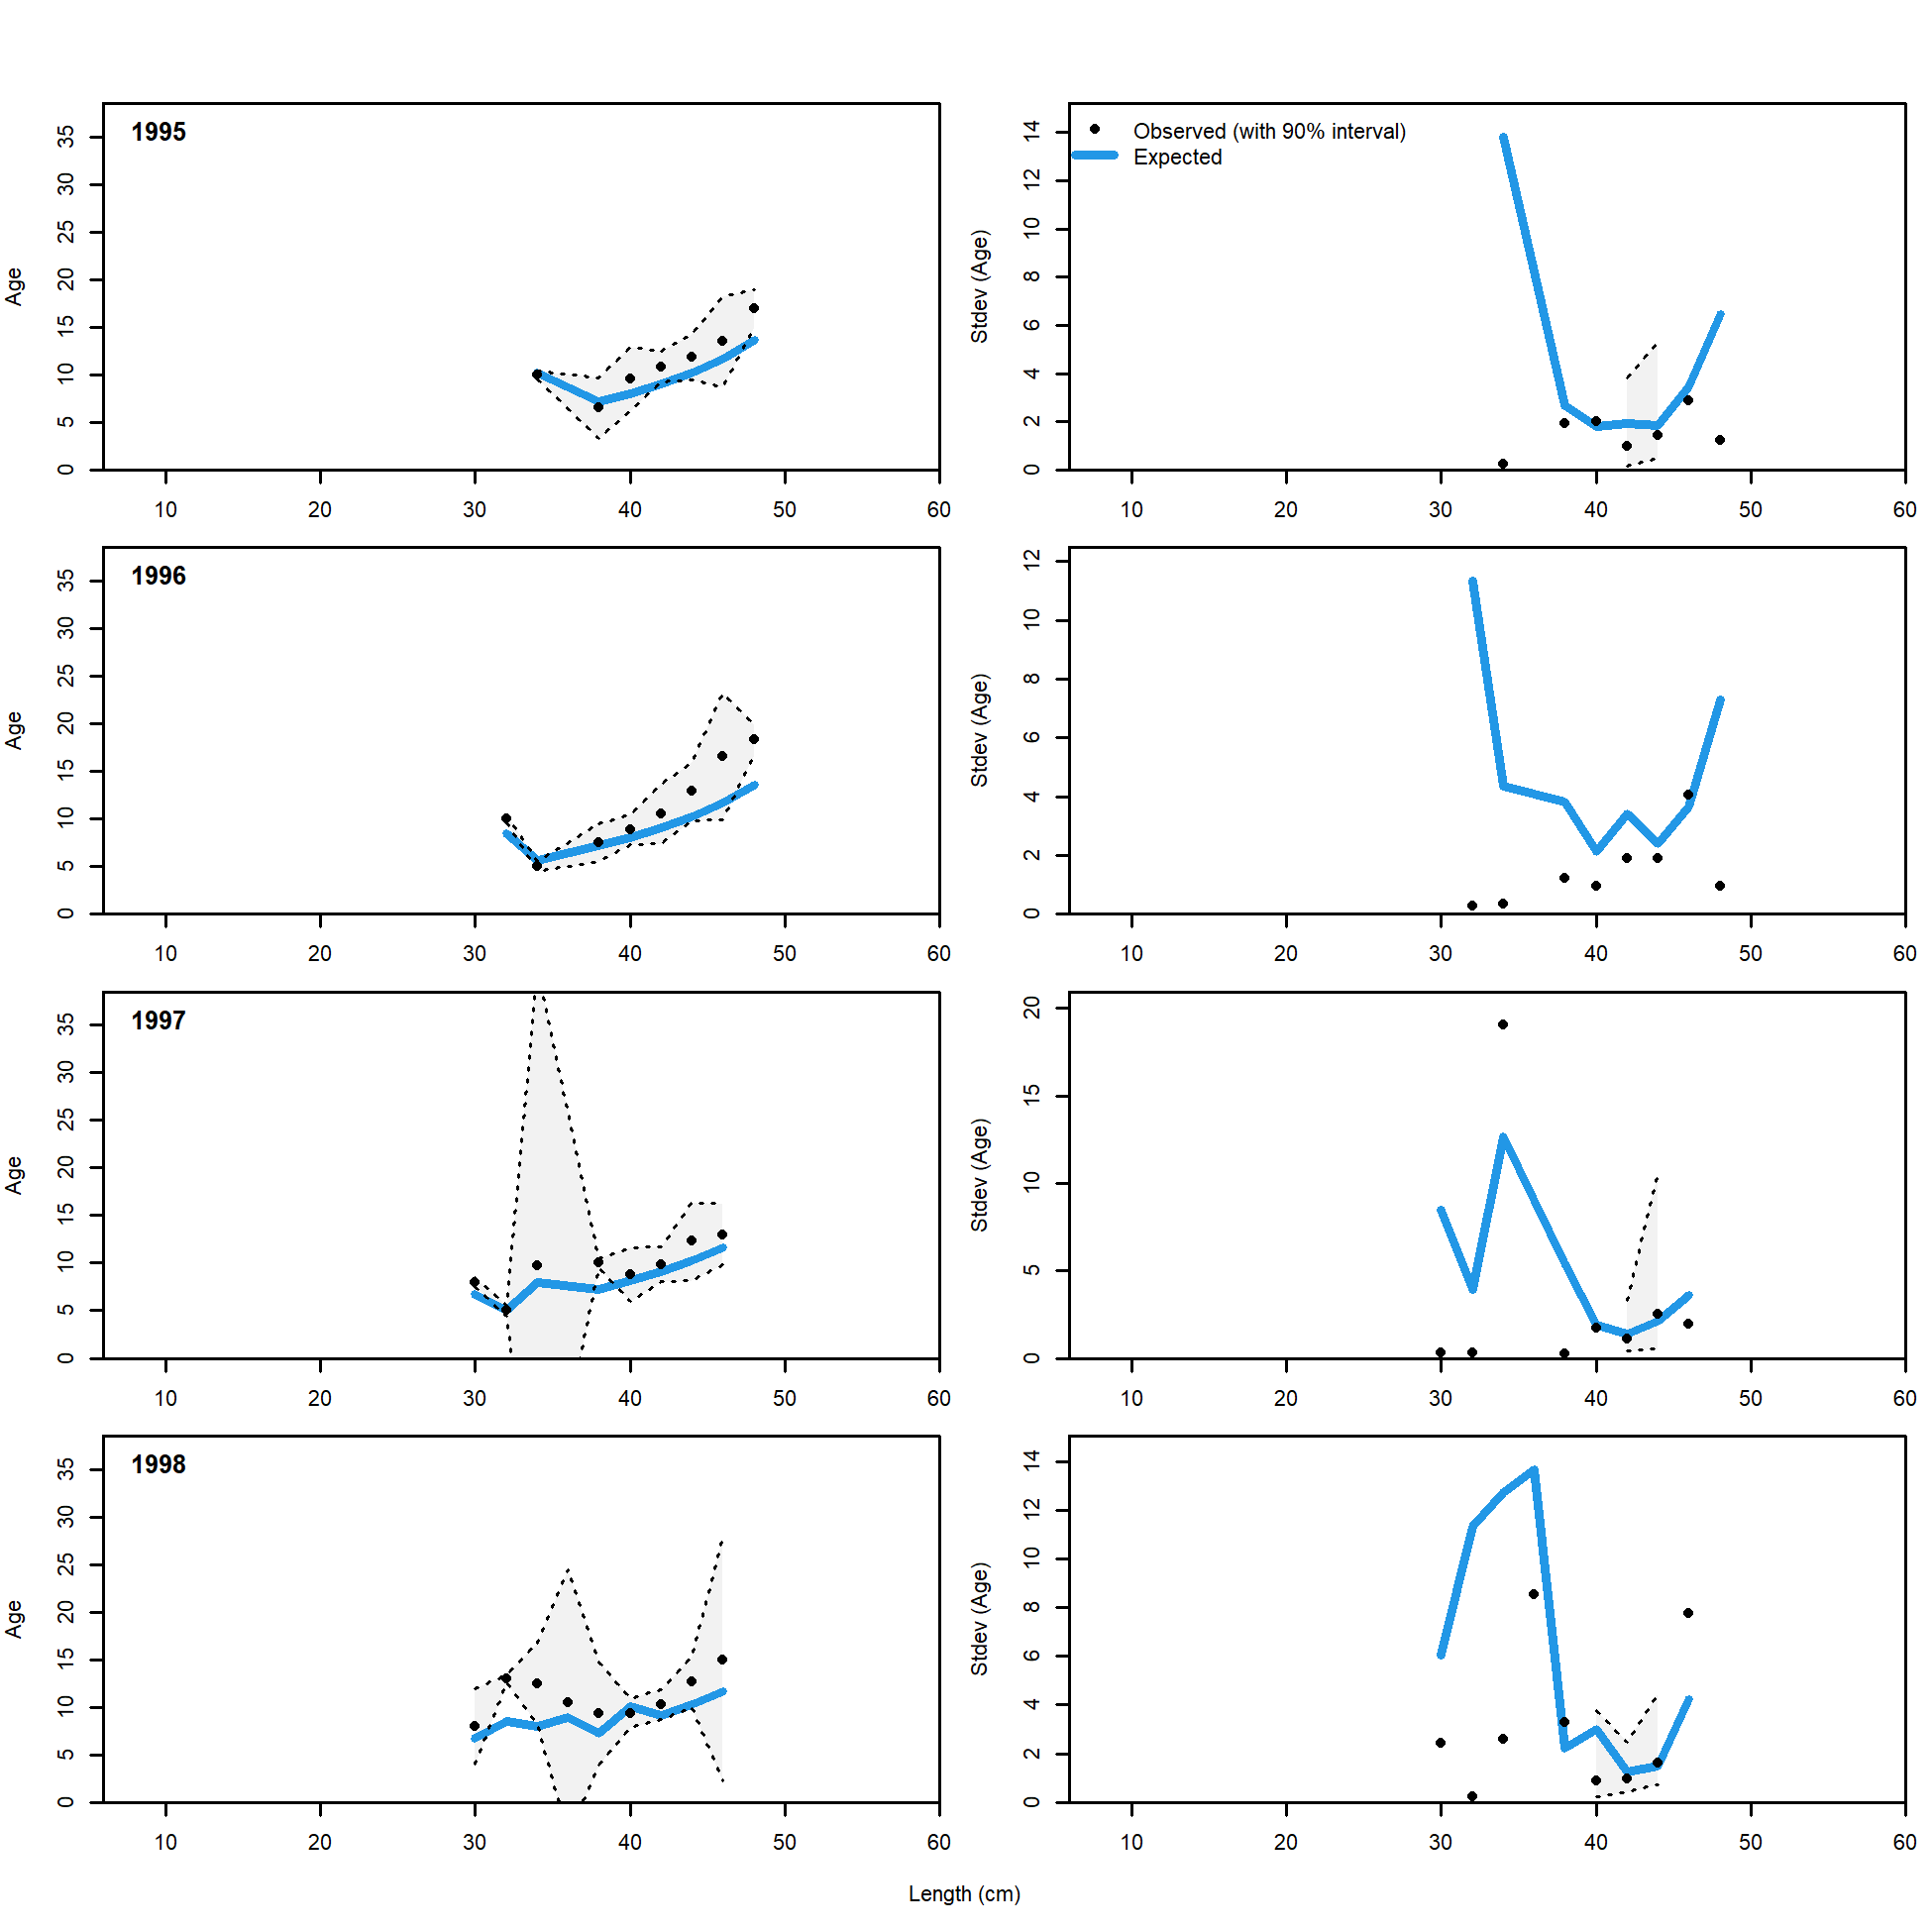 1995
Age
0 5 10 15 20 25 30 35
10 20 30 40 50 60
Observed (with 90% interval)
Expected
Stdev (Age)
0 2 4 6 8 10 12 14
10 20 30 40 50 60
1996
Age
0 5 10 15 20 25 30 35
10 20 30 40 50 60
Stdev (Age)
0 2 4 6 8 10 12
10 20 30 40 50 60
1997
Age
0 5 10 15 20 25 30 35
10 20 30 40 50 60
Stdev (Age)
0 5 10 15 20
10 20 30 40 50 60
1998
Age
0 5 10 15 20 25 30 35
10 20 30 40 50 60
Stdev (Age)
0 2 4 6 8 10 12 14
10 20 30 40 50 60
Length (cm)